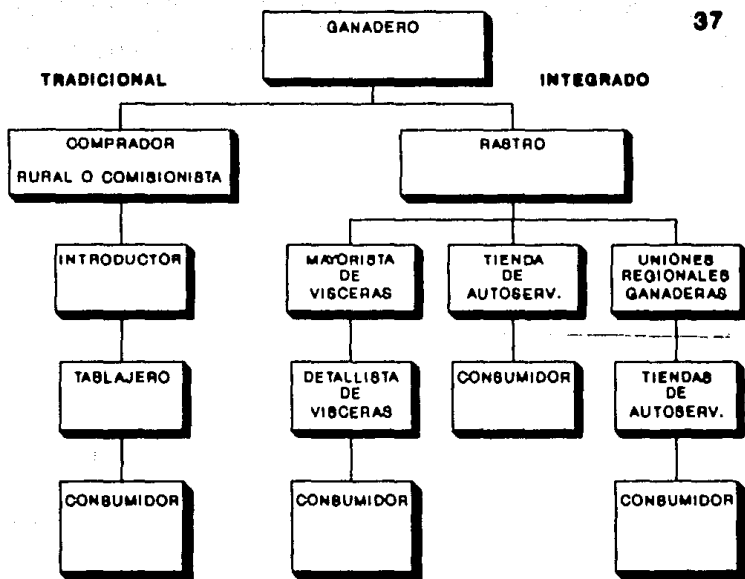 37
GANADERO
TRADICIONAL
INTEGRADO
COMPRADOR
RURAL O COMISIONISTA
RASTRO
INTRODUCTOR
MAYORISTA
DE
VISCERAS
TIENDA
DE
AUTOSERV.
UNIONES
REGIONALES
GANADERAS
TABLAJERO
DETALLISTA
DE
VISCERAS
CONSUMIDOR
TIENDAS
DE
AUTOSERV.
CONSUMIDOR
CONSUMIDOR
CONSUMIDOR